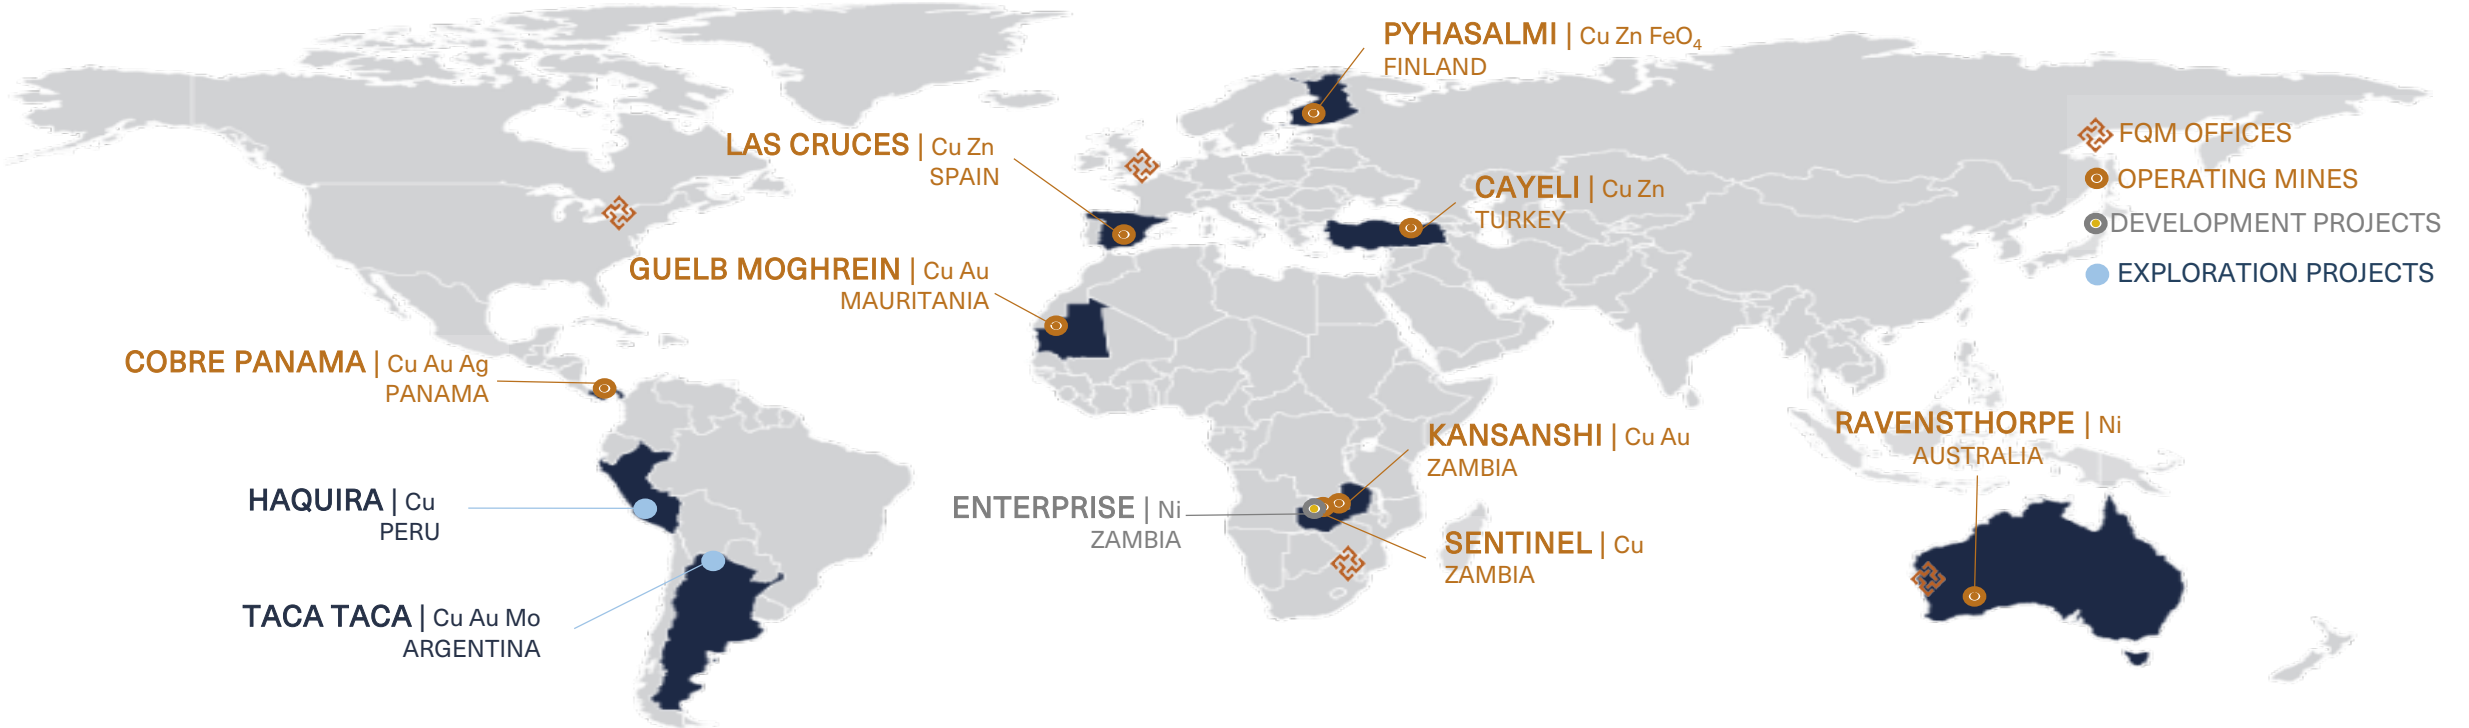 PYHASALMI | Cu Zn FeO₄
FINLAND
LAS CRUCES | Cu Zn
SPAIN
CAYELI | Cu Zn
TURKEY
GUELB MOGHREIN | Cu Au
MAURITANIA
COBRE PANAMA | Cu Au Ag
PANAMA
HAQUIRA | Cu
PERU
TACA TACA | Cu Au Mo
ARGENTINA
ENTERPRISE | Ni
ZAMBIA
KANSANSHI | Cu Au
ZAMBIA
SENTINEL | Cu
ZAMBIA
RAVENSTHORPE | Ni
AUSTRALIA
FQM OFFICES
OPERATING MINES
DEVELOPMENT PROJECTS
EXPLORATION PROJECTS